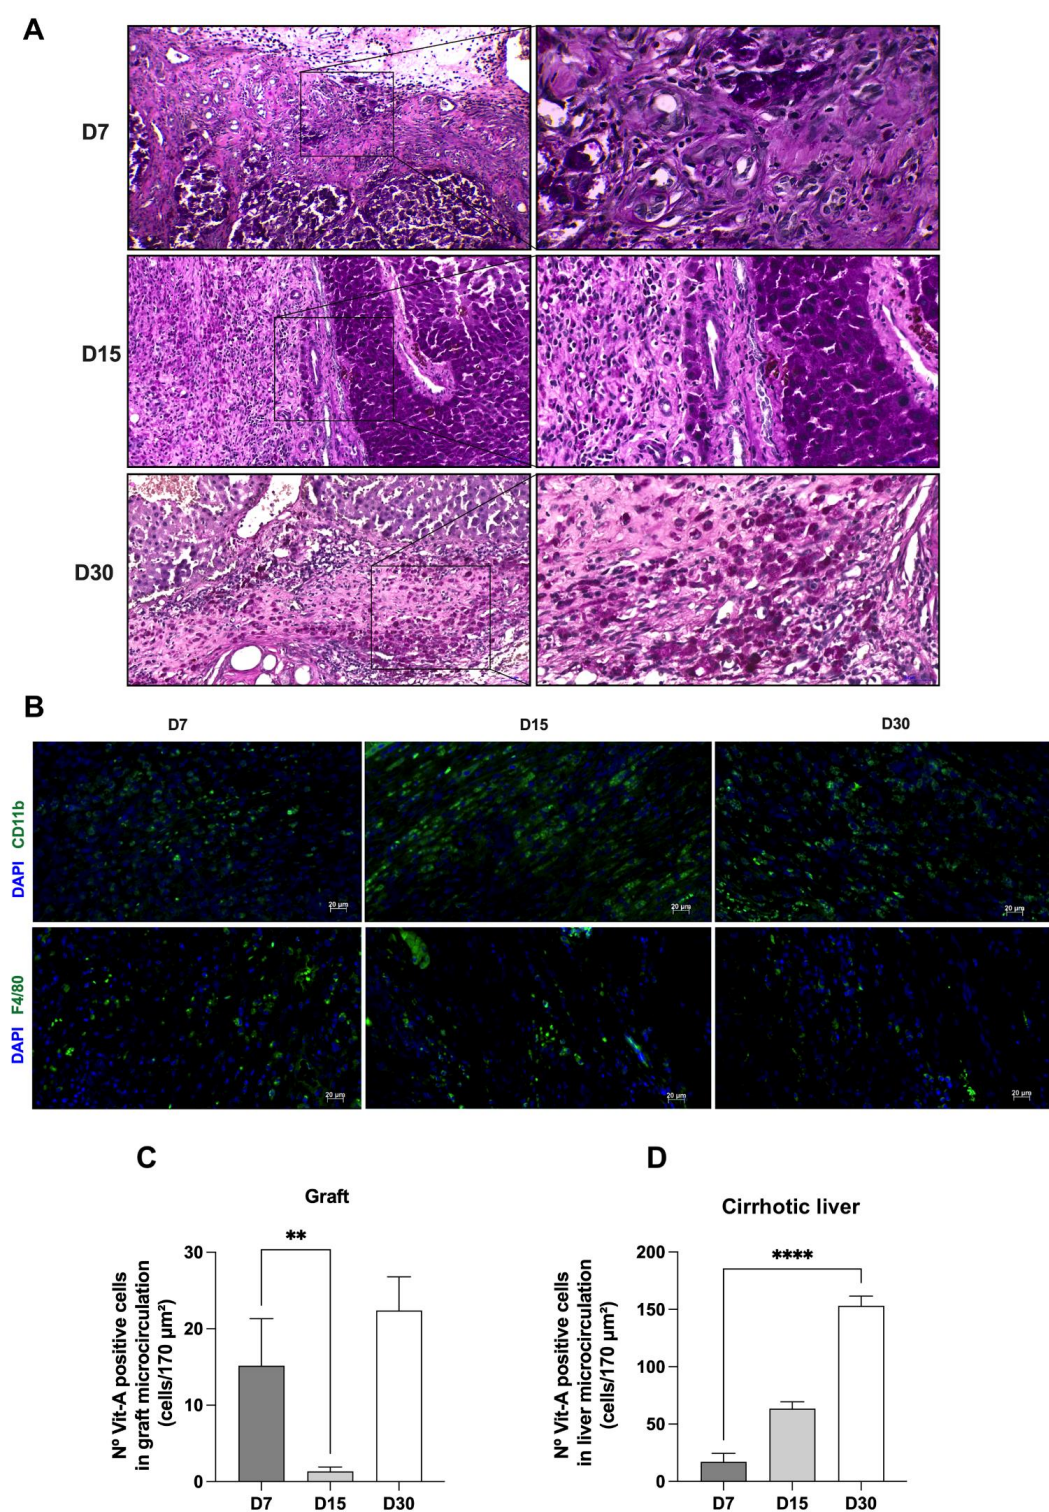 A
D7
D15
D30
B
D7
D15
D30
DAPI CD11b
20 µm
20 µm
20 µm
DAPI F4/80
20 µm
20 µm
20 µm
C
Graft
**
Nº Vit-A positive cells
in graft microcirculation
(cells/170 µm²)
30
20
10
0
D7
D15
D30
D
Cirrhotic liver
****
Nº Vit-A positive cells
in liver microcirculation
(cells/170 µm²)
200
150
100
50
0
D7
D15
D30